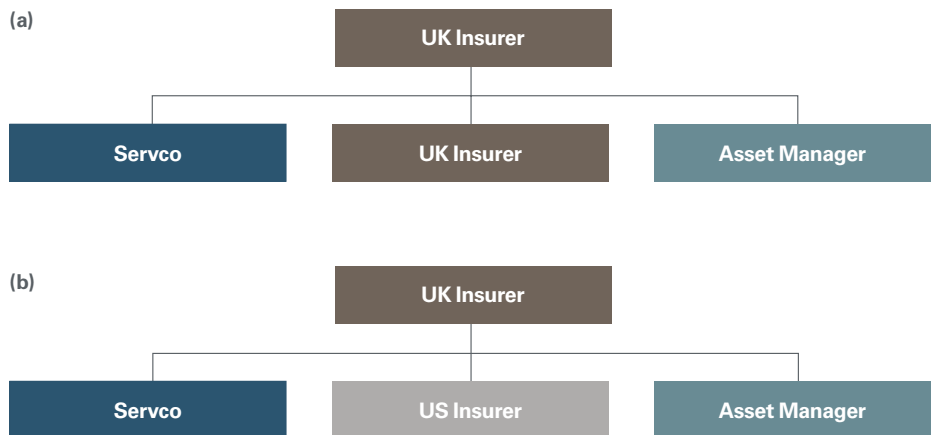 (a)
UK Insurer
Servco
UK Insurer
Asset Manager
(b)
UK Insurer
Servco
US Insurer
Asset Manager